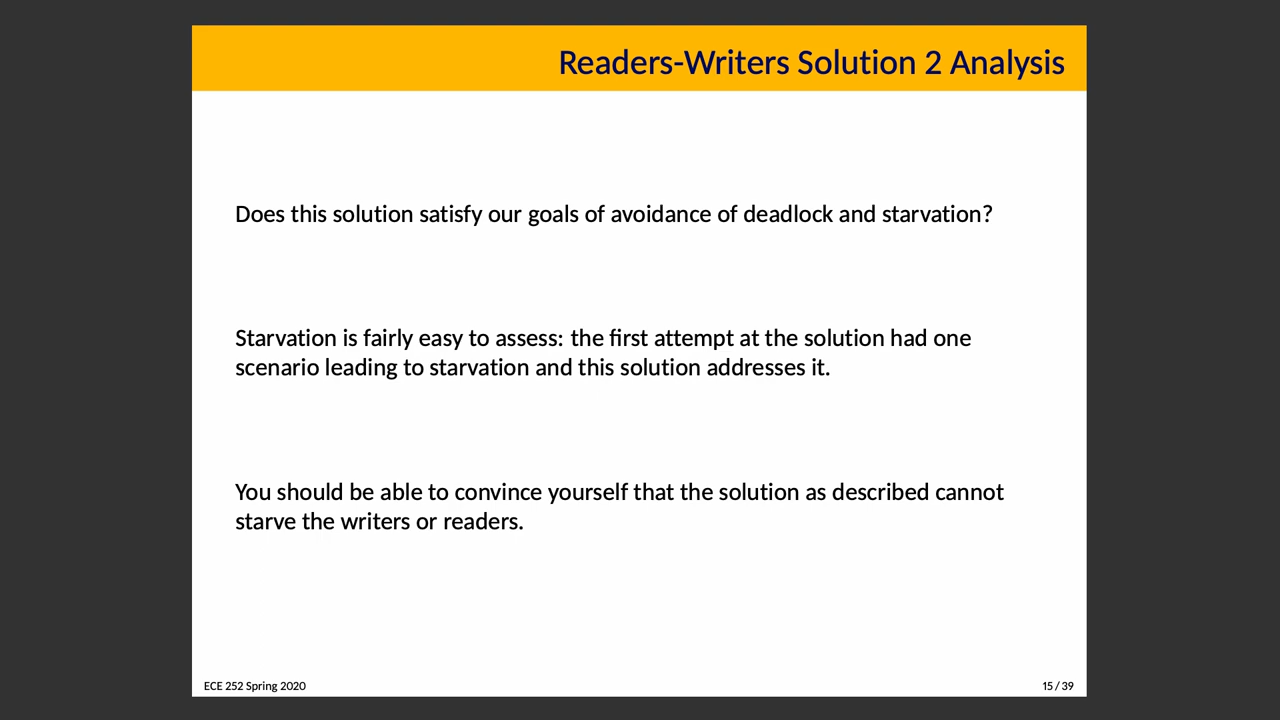 Readers-Writers Solution 2 Analysis
Does this solution satisfy our goals of avoidance of deadlock and starvation?
Starvation is fairly easy to assess: the first attempt at the solution had one
scenario leading to starvation and this solution addresses it.
You should be able to convince yourself that the solution as described cannot
starve the writers or readers.
ECE 252 Spring 2020
15 / 39